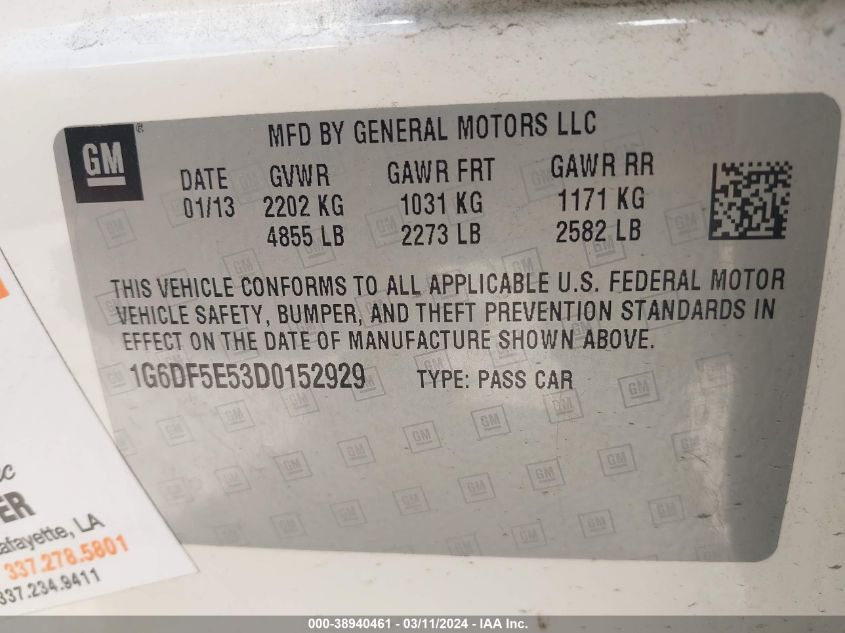 GM
MFD BY GENERAL MOTORS LLC
DATE GVWR GAWR FRT GAWR RR
01/13 2202 KG 1031 KG 1171 KG
4855 LB 2273 LB 2582 LB
THIS VEHICLE CONFORMS TO ALL APPLICABLE U.S. FEDERAL MOTOR
VEHICLE SAFETY, BUMPER, AND THEFT PREVENTION STANDARDS IN
EFFECT ON THE DATE OF MANUFACTURE SHOWN ABOVE.
1G6DF5E53D0152929 TYPE: PASS CAR
ER
afayette, LA
337.278.5801
337.234.9411
000-38940461 - 03/11/2024 - IAA Inc.